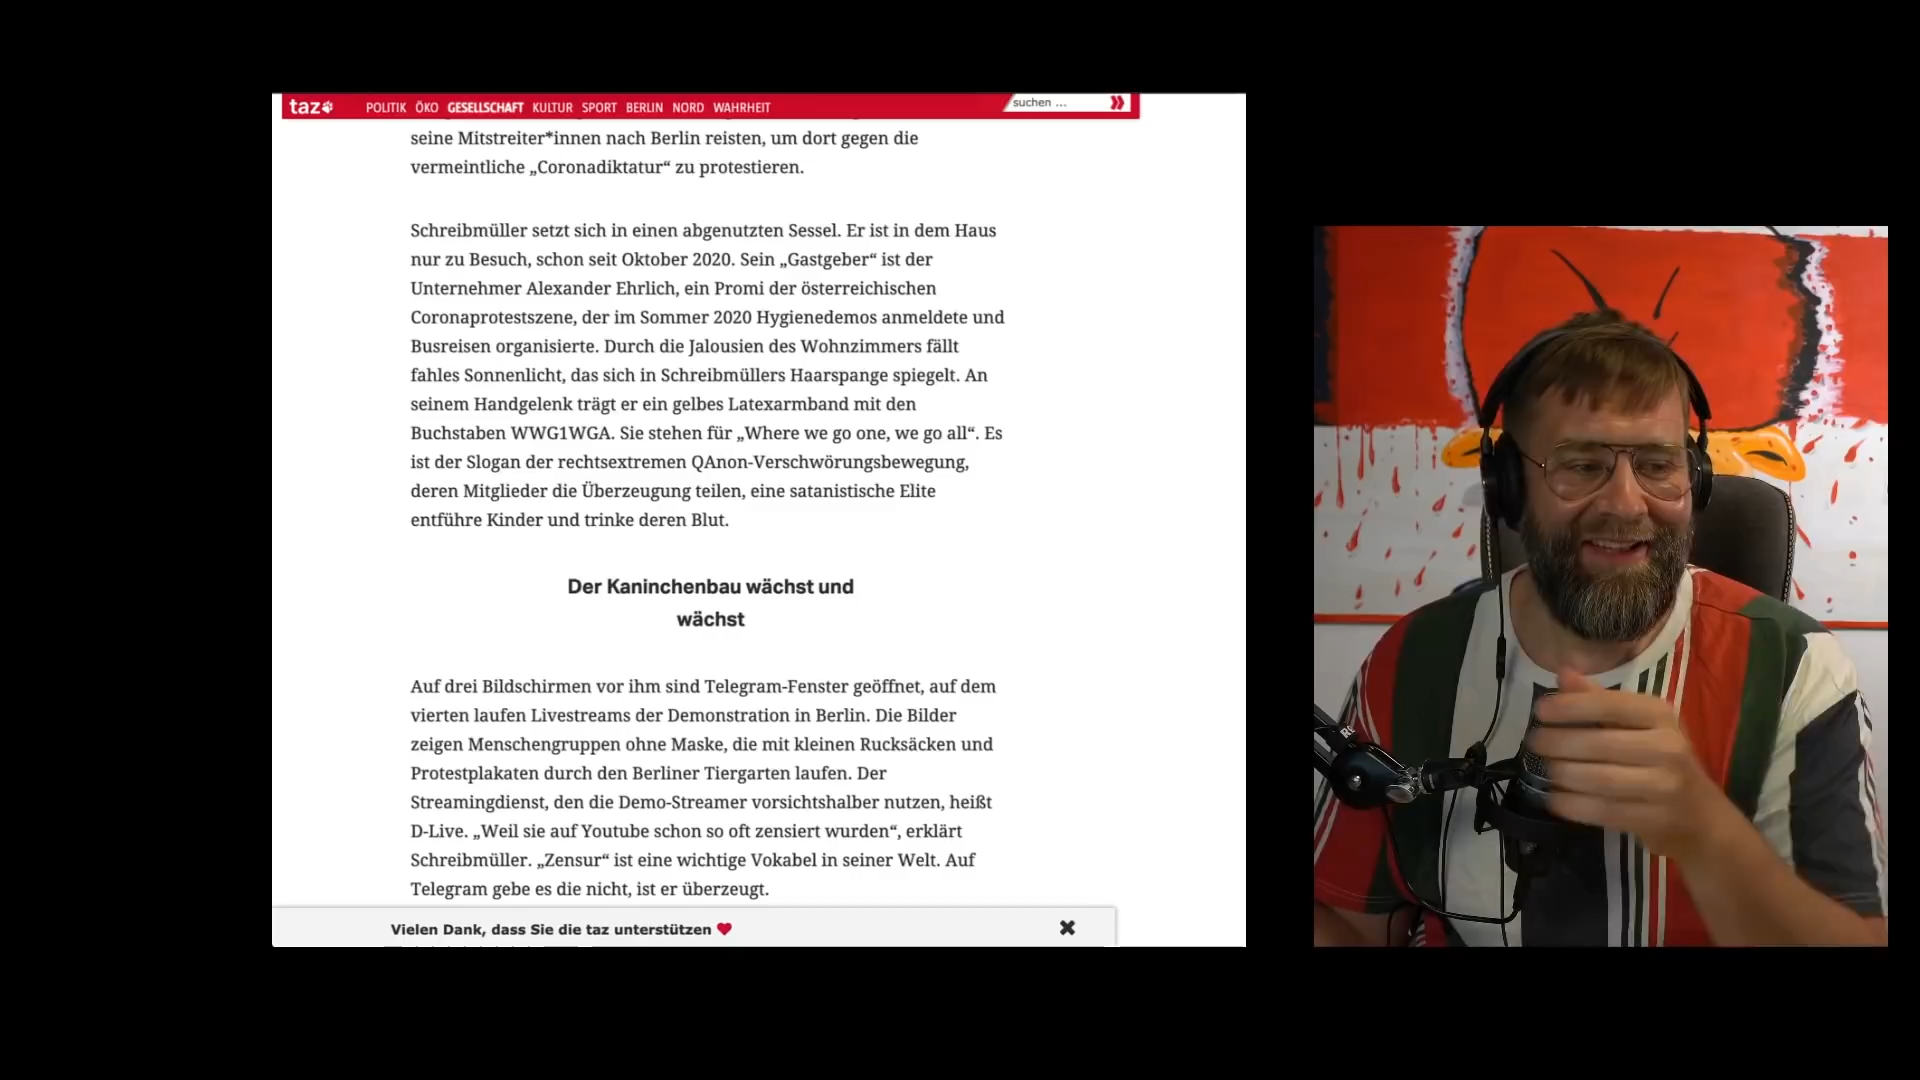 taz
POLITIK ÖKO GESELLSCHAFT KULTUR SPORT BERLIN NORD WAHRHEIT
suchen ...
seine Mitstreiter*innen nach Berlin reisten, um dort gegen die
vermeintliche „Coronadiktatur“ zu protestieren.
Schreibmüller setzt sich in einen abgenutzten Sessel. Er ist in dem Haus
nur zu Besuch, schon seit Oktober 2020. Sein „Gastgeber“ ist der
Unternehmer Alexander Ehrlich, ein Promi der österreichischen
Coronaprotestszene, der im Sommer 2020 Hygienedemos anmeldete und
Busreisen organisierte. Durch die Jalousien des Wohnzimmers fällt
fahles Sonnenlicht, das sich in Schreibmüllers Haarspange spiegelt. An
seinem Handgelenk trägt er ein gelbes Latexarmband mit den
Buchstaben WWG1WGA. Sie stehen für „Where we go one, we go all“. Es
ist der Slogan der rechtsextremen QAnon-Verschwörungsbewegung,
deren Mitglieder die Überzeugung teilen, eine satanistische Elite
entführe Kinder und trinke deren Blut.
Der Kaninchenbau wächst und
wächst
Auf drei Bildschirmen vor ihm sind Telegram-Fenster geöffnet, auf dem
vierten laufen Livestreams der Demonstration in Berlin. Die Bilder
zeigen Menschengruppen ohne Maske, die mit kleinen Rucksäcken und
Protestplakaten durch den Berliner Tiergarten laufen. Der
Streamingdienst, den die Demo-Streamer vorsichtshalber nutzen, heißt
D-Live. „Weil sie auf Youtube schon so oft zensiert wurden“, erklärt
Schreibmüller. „Zensur“ ist eine wichtige Vokabel in seiner Welt. Auf
Telegram gebe es die nicht, ist er überzeugt.
Vielen Dank, dass Sie die taz unterstützen